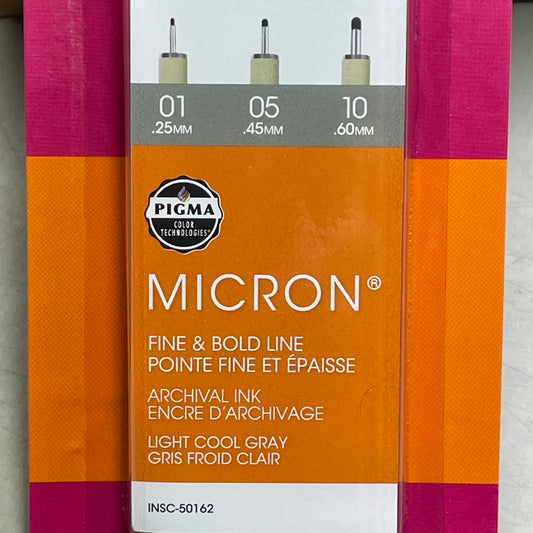 01 05 10
.25MM .45MM .60MM
PIGMA
COLOR
TECHNOLOGIES®
MICRON®
FINE & BOLD LINE
POINTE FINE ET ÉPAISSE
ARCHIVAL INK
ENCRE D'ARCHIVAGE
LIGHT COOL GRAY
GRIS FROID CLAIR
INSC-50162